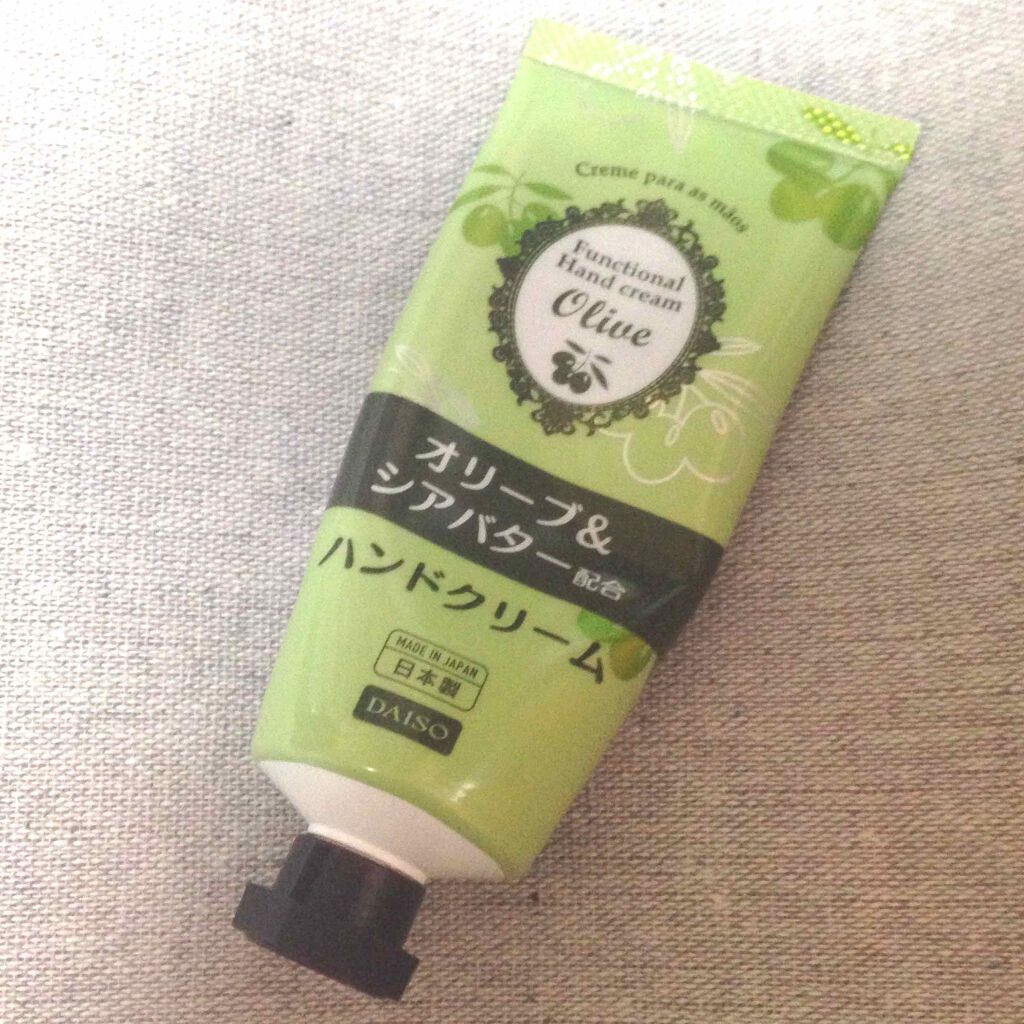 Creme para as mãos
Functional
Hand cream
Olive
オリーブ&
シアバター配合
ハンドクリーム
MADE IN JAPAN
日本製
DAISO